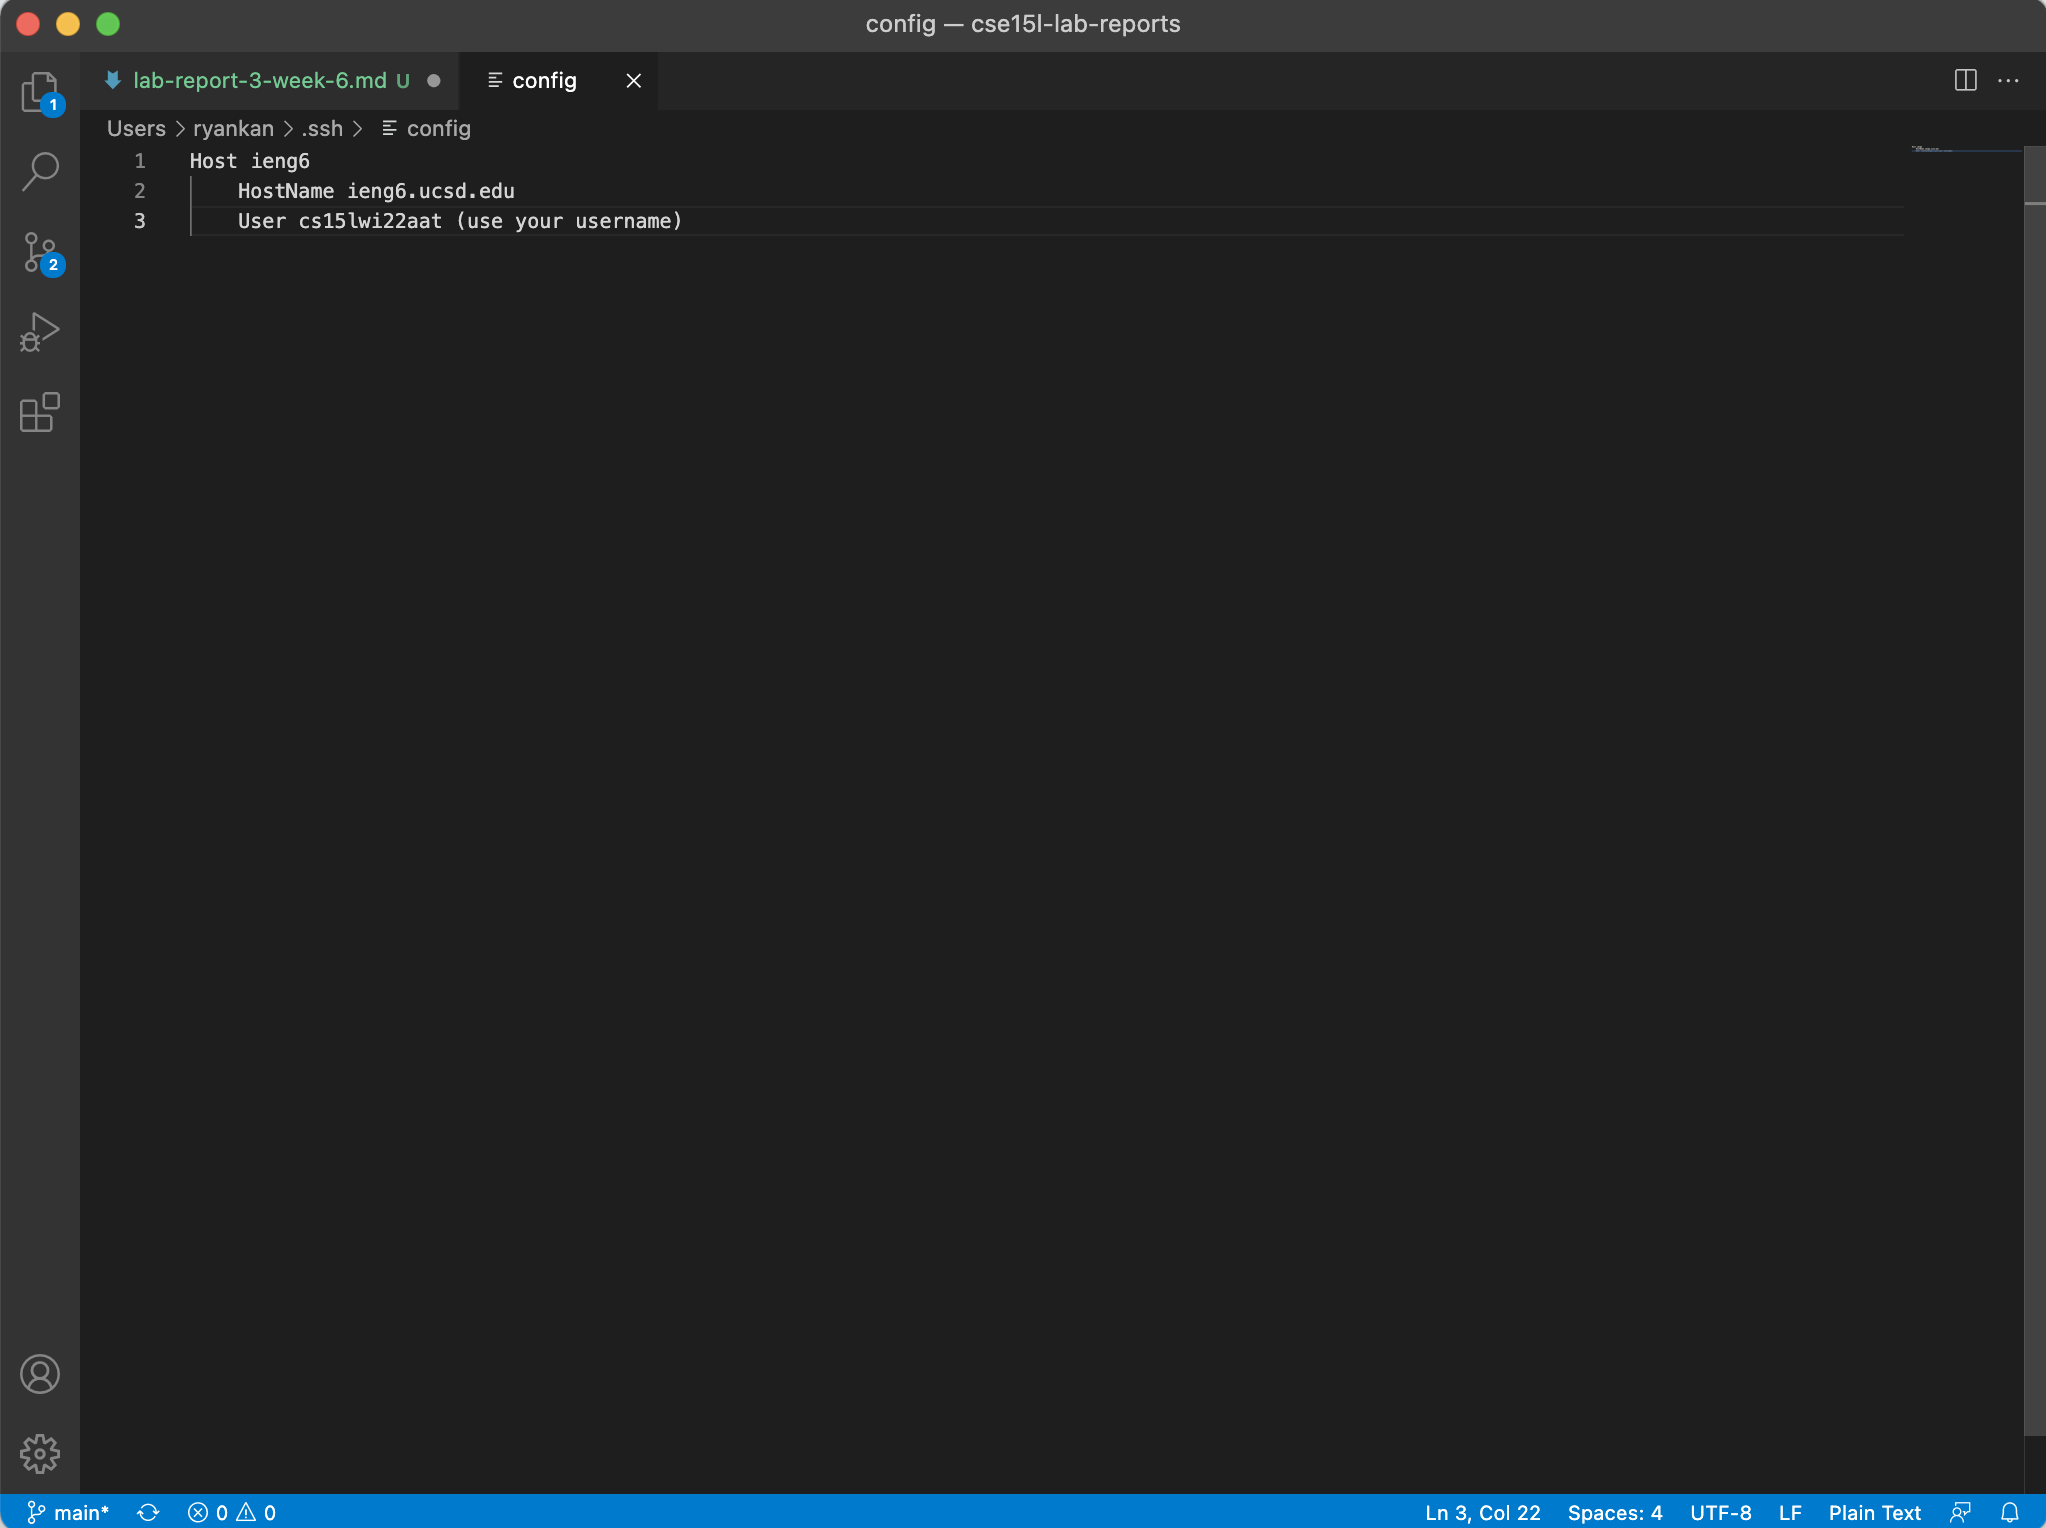 config — cse15l-lab-reports
lab-report-3-week-6.md U config
1
2
Users ryankan .ssh config
1 Host ieng6
2 HostName ieng6.ucsd.edu
3 User cs15lwi22aat (use your username)
main* 0 0 Ln 3, Col 22 Spaces: 4 UTF-8 LF Plain Text